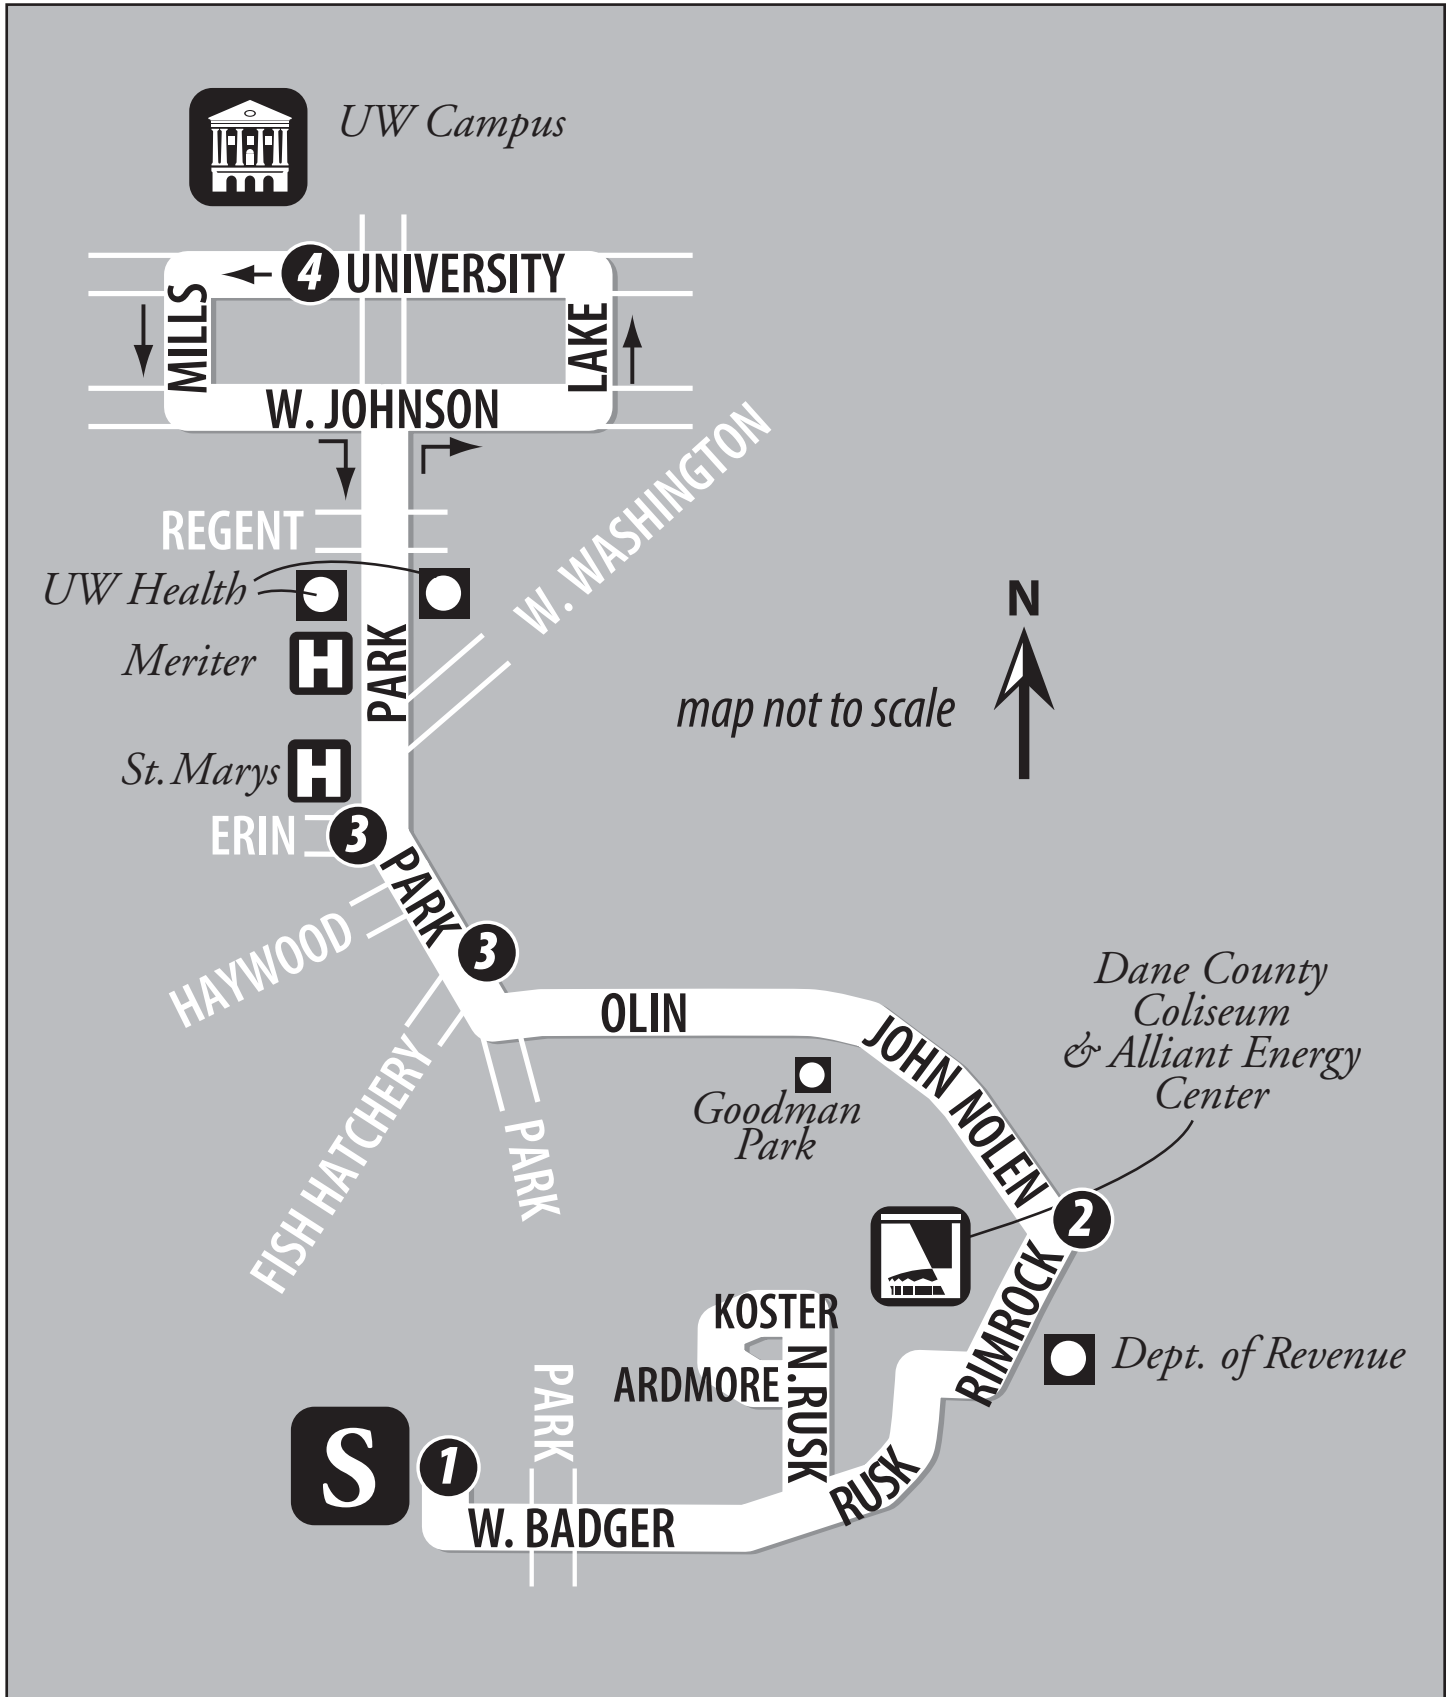 UW Campus
4
UNIVERSITY
MILLS
LAKE
W. JOHNSON
W. WASHINGTON
REGENT
UW Health
N
Meriter
PARK
map not to scale
St. Marys
H
H
ERIN
3
PARK
HAYWOOD
3
Dane County
Coliseum
& Alliant Energy
Center
OLIN
JOHN NOLEN
FISH HATCHERY
PARK
Goodman
Park
2
RIMROCK
KOSTER
ARDMORE
N. RUSK
Dept. of Revenue
PARK
S
1
RUSK
W. BADGER